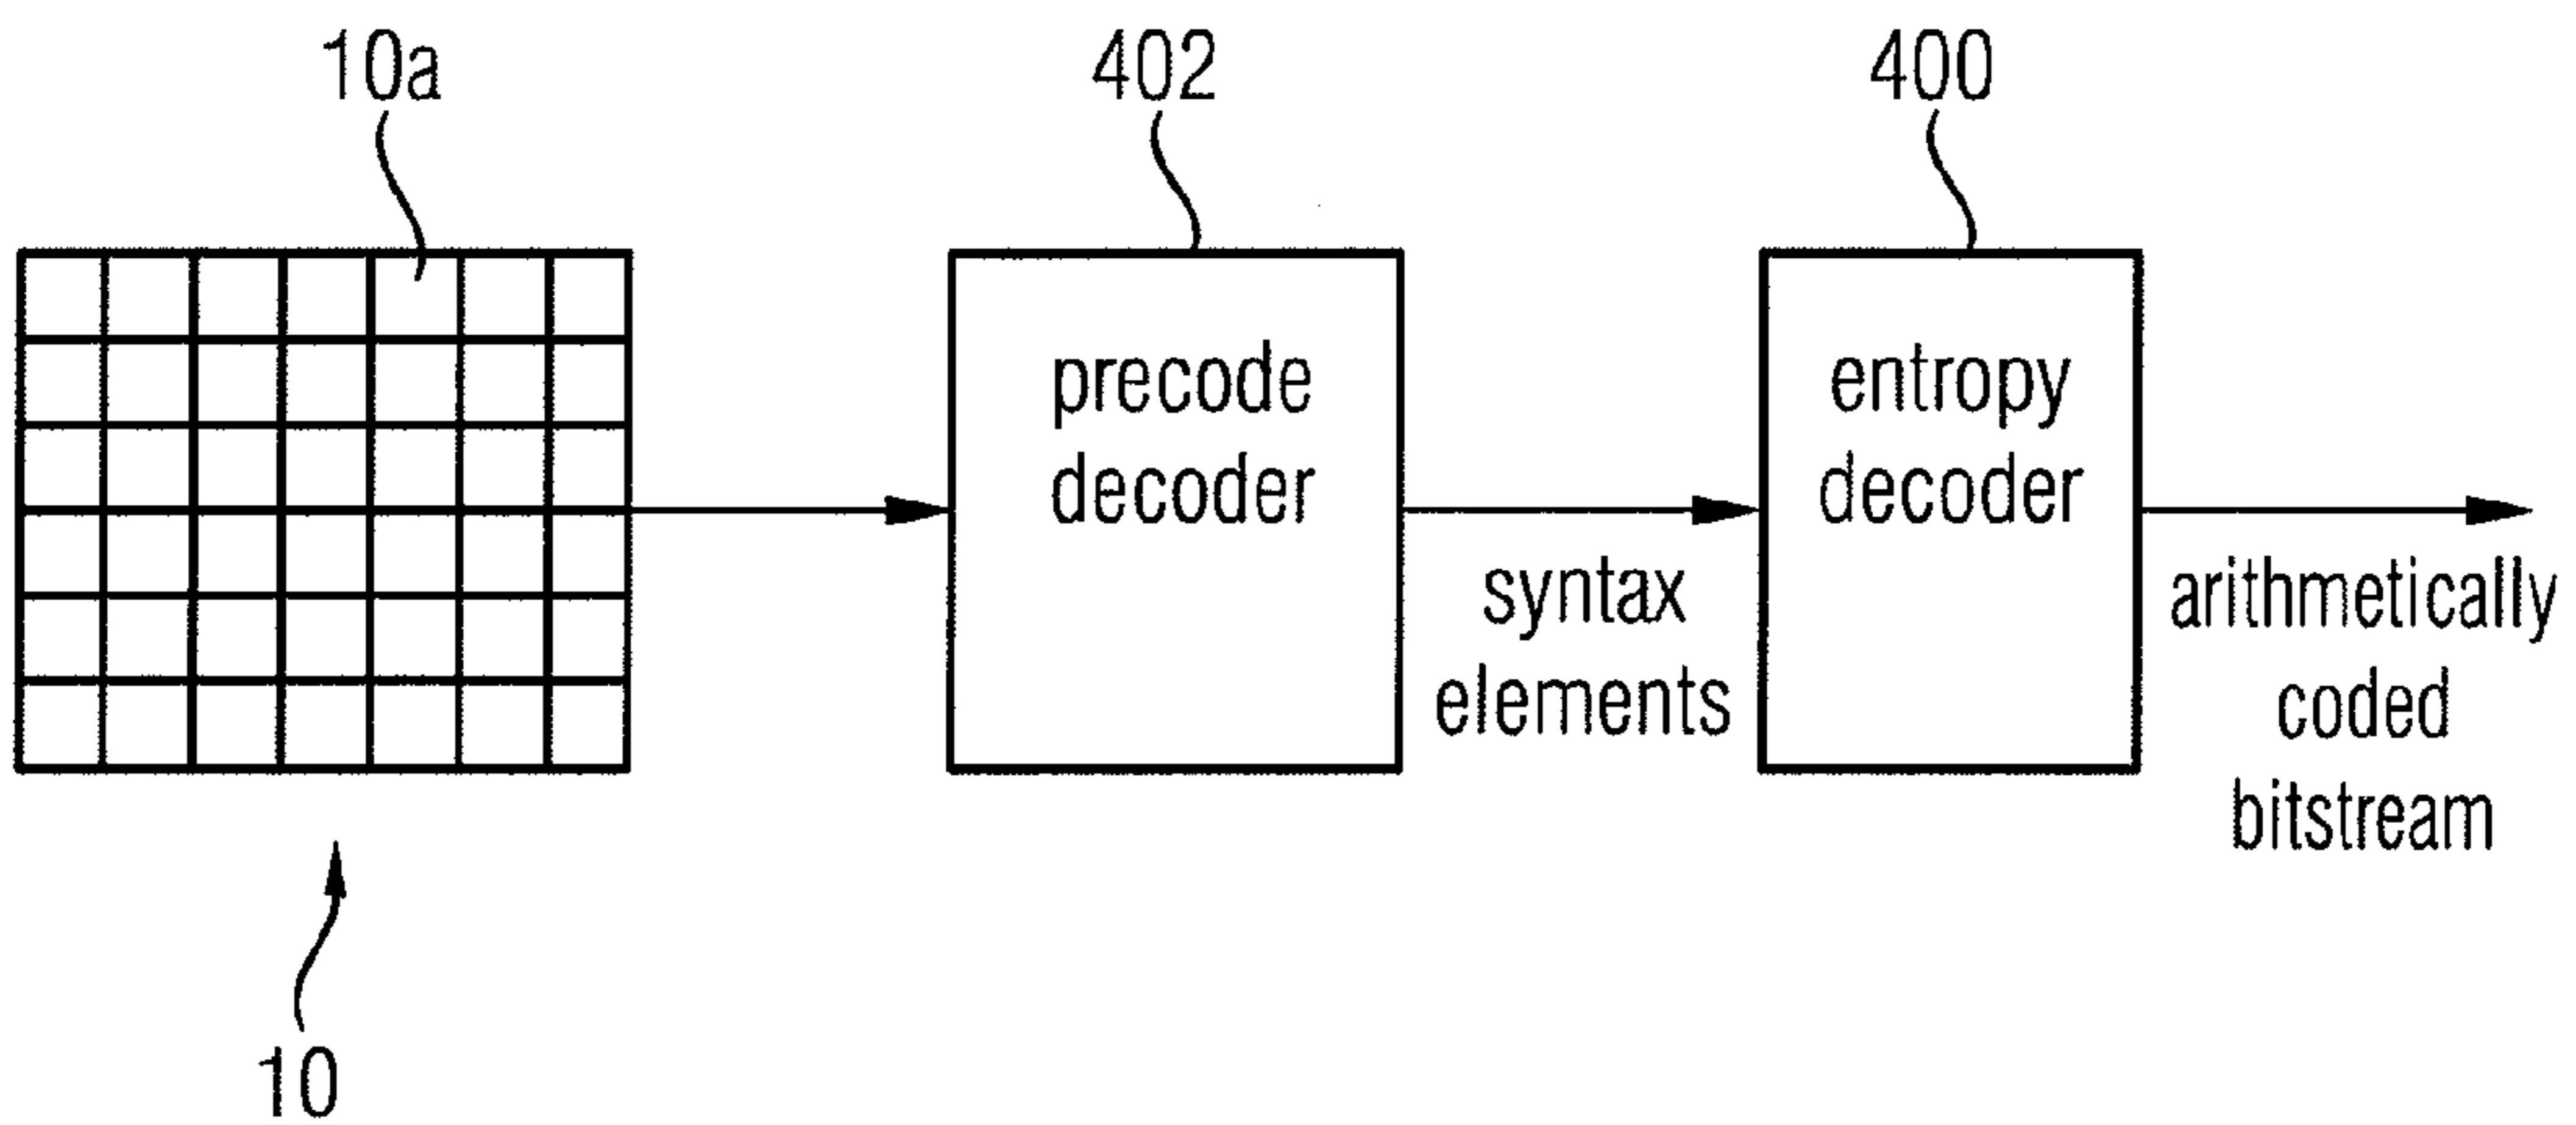 10a
402
400
precode
decoder
entropy
decoder
syntax
elements
arithmetically
coded
bitstream
10